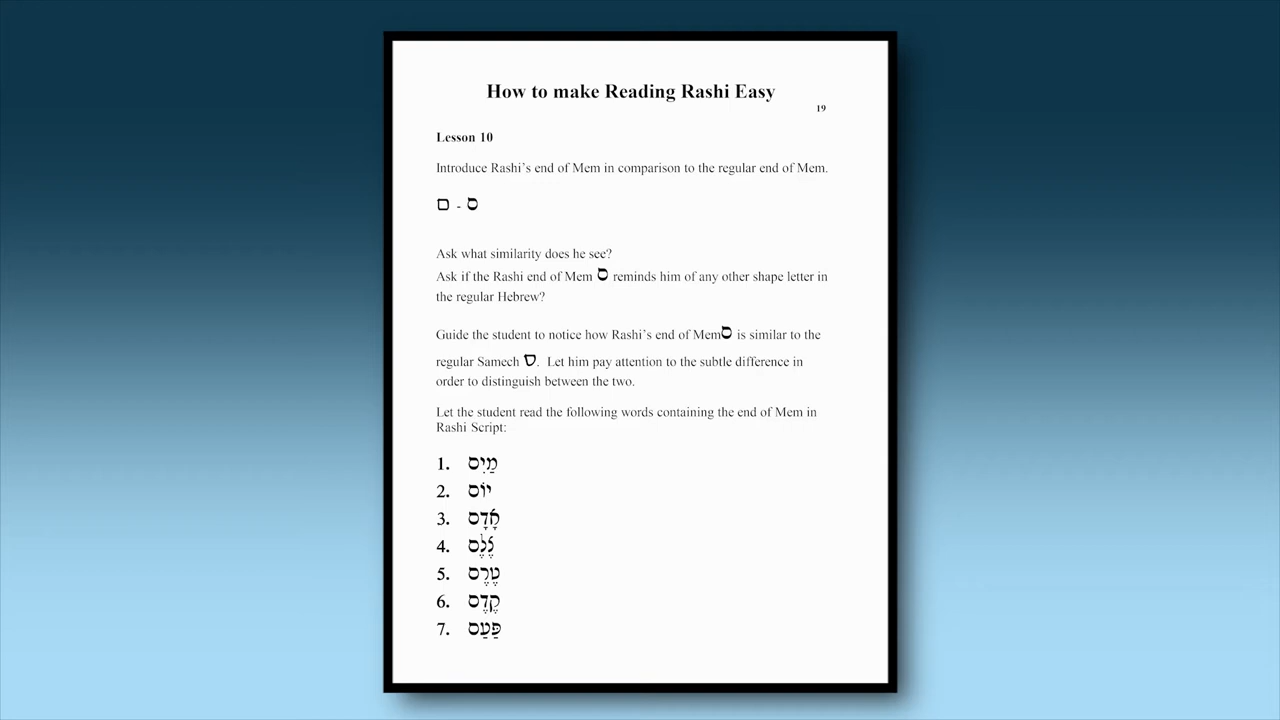 How to make Reading Rashi Easy
19
Lesson 10
Introduce Rashi’s end of Mem in comparison to the regular end of Mem.
ם - ם
Ask what similarity does he see?
Ask if the Rashi end of Mem ם reminds him of any other shape letter in
the regular Hebrew?
Guide the student to notice how Rashi’s end of Memם is similar to the
regular Samech ס. Let him pay attention to the subtle difference in
order to distinguish between the two.
Let the student read the following words containing the end of Mem in
Rashi Script:
1. מַיִם
2. יוֹם
3. אָדָם
4. צֶלֶם
5. טֶרֶם
6. קֶדֶם
7. פַּעַם